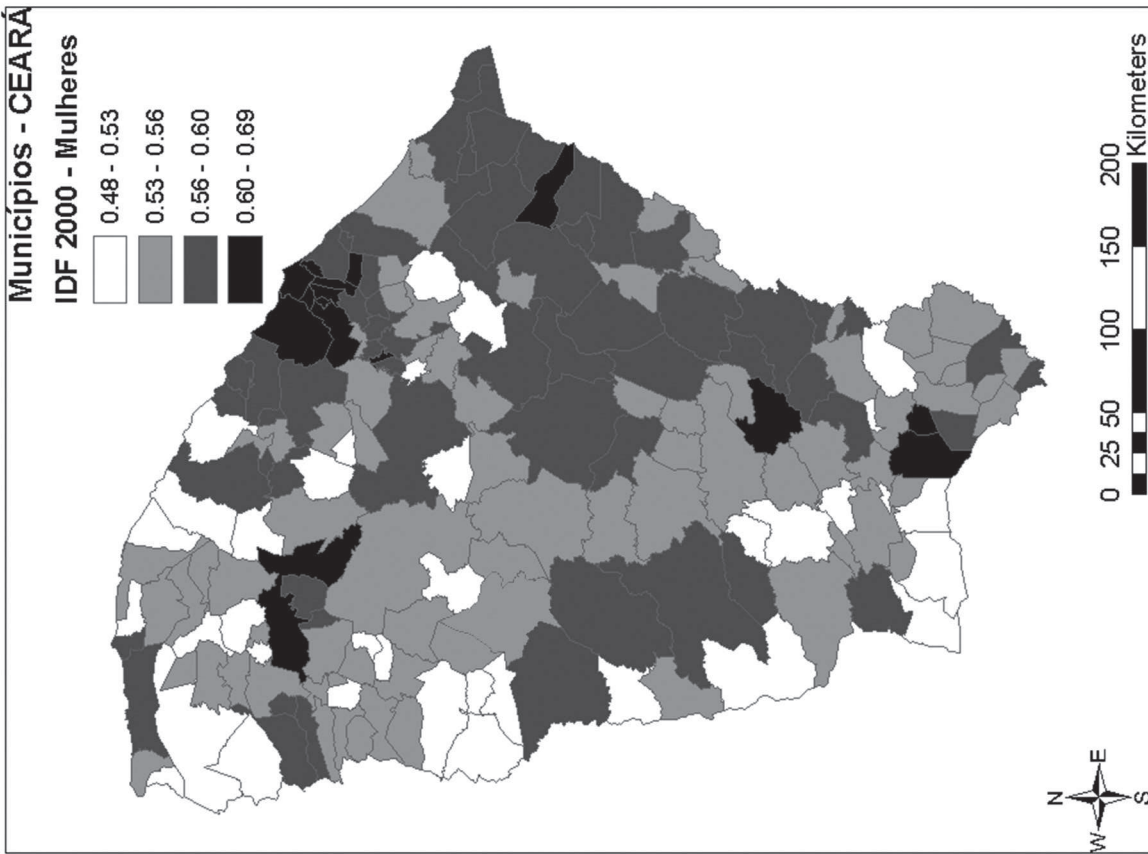 Municípios - CEARÁ
IDF 2000 - Mulheres
0.48 - 0.53
0.53 - 0.56
0.56 - 0.60
0.60 - 0.69
N
W E
S
0 25 50 100 150 200
Kilometers